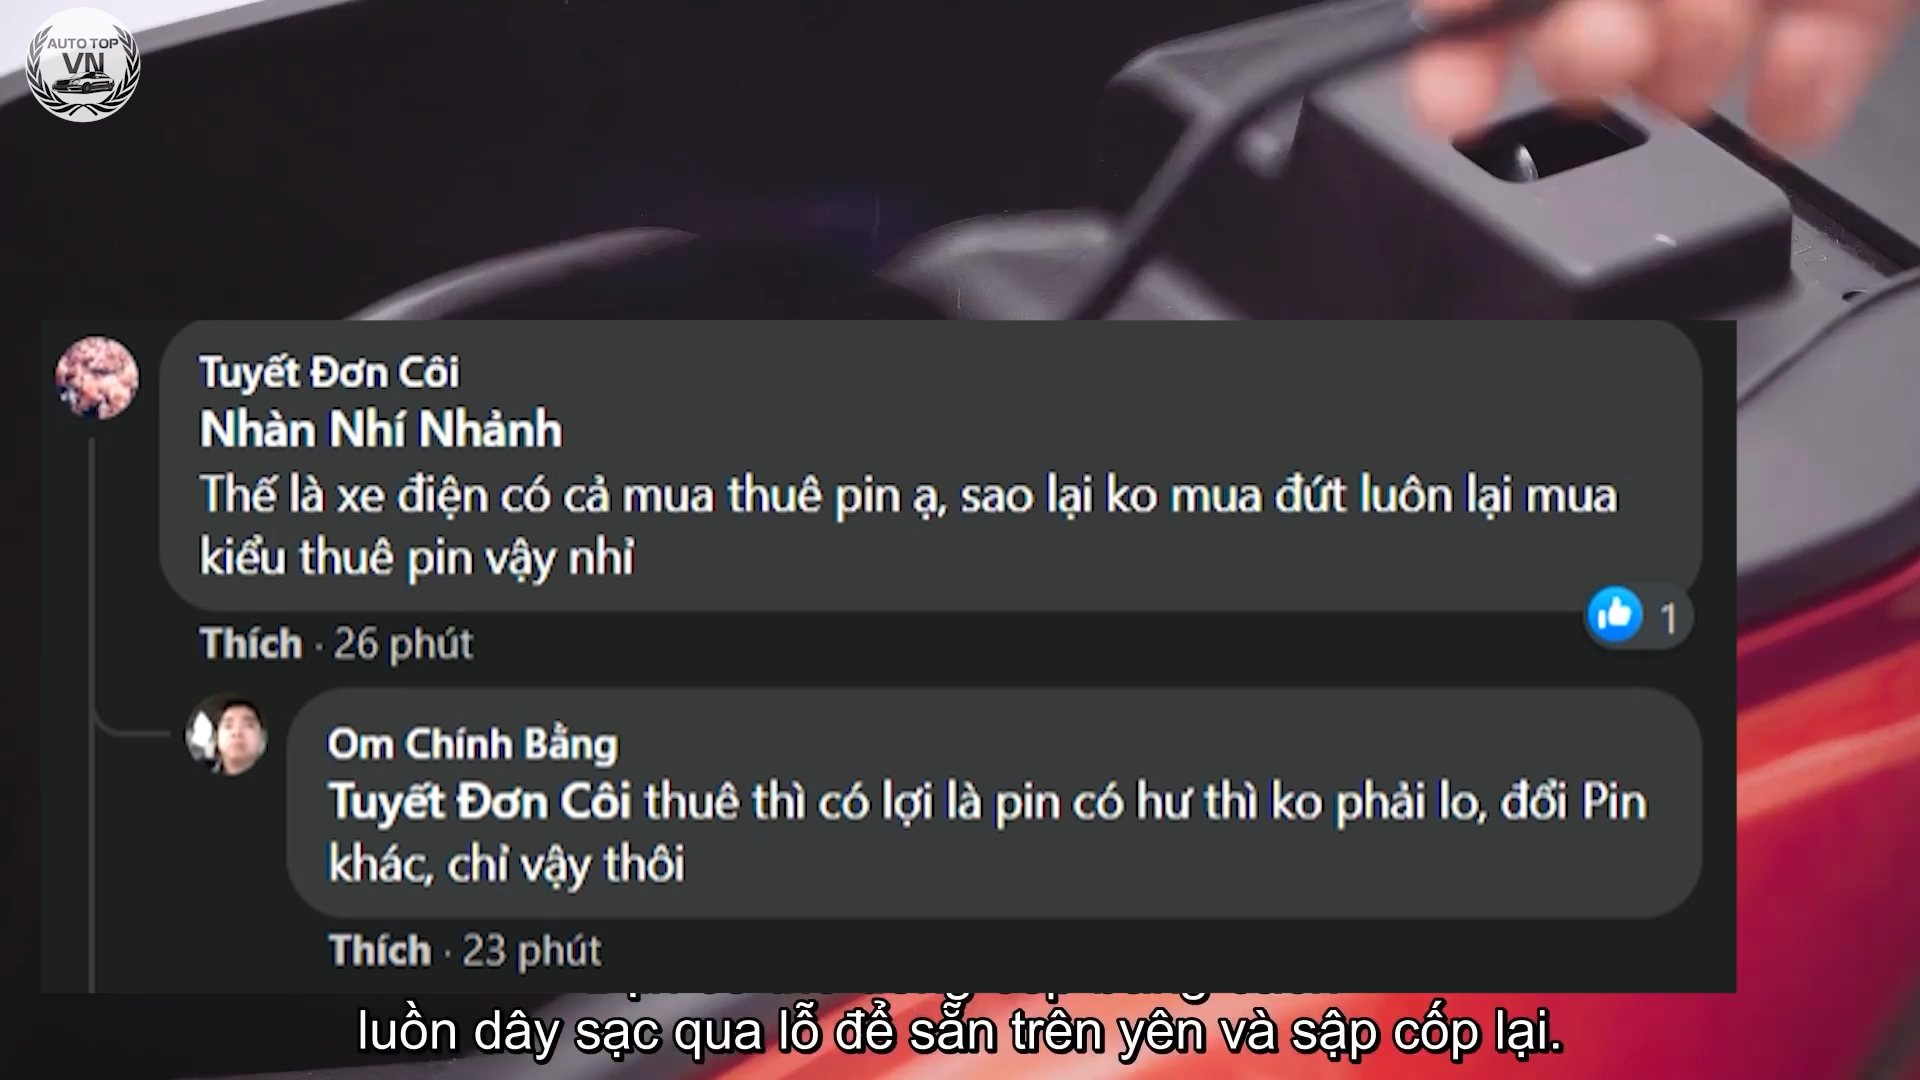 AUTO TOP
VN
Tuyết Đơn Côi
Nhàn Nhí Nhảnh
Thế là xe điện có cả mua thuê pin ạ, sao lại ko mua đứt luôn lại mua
kiểu thuê pin vậy nhỉ
1
Thích · 26 phút
Om Chính Bằng
Tuyết Đơn Côi thuê thì có lợi là pin có hư thì ko phải lo, đổi Pin
khác, chỉ vậy thôi
Thích · 23 phút
luồn dây sạc qua lỗ để sẵn trên yên và sập cốp lại.